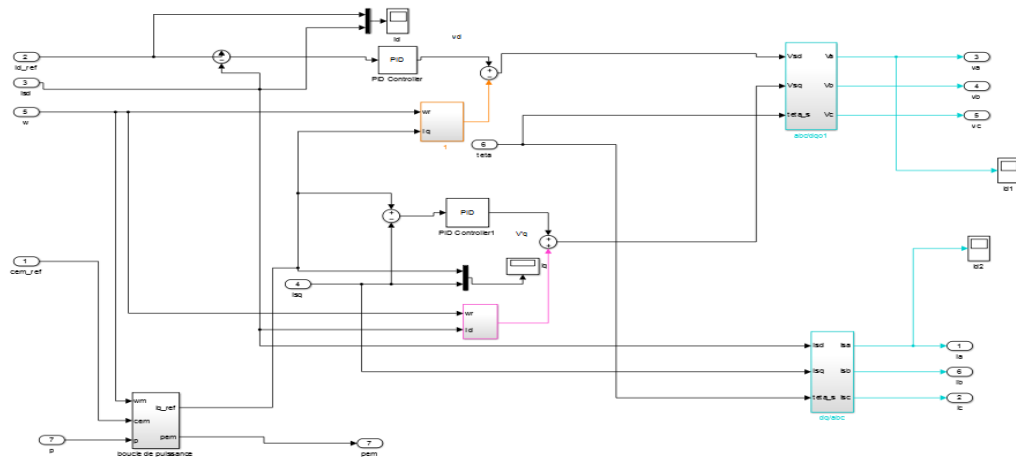 Id
vd
2
Id_ref
PID
PID Controller
3
Isd
5
w
wr
Iq
1
6
teta
Vsd
Va
Vsq
Vb
teta_s
Vc
abc/dqo1
3
va
4
vb
5
vc
Id1
PID
PID Controller1
V'q
Iq
1
cem_ref
4
Isq
Id2
wr
Id
Isd
Isa
Isq
Isb
teta_s
Isc
dq/abc
1
Ia
6
Ib
2
Ic
wm
Iq_ref
cem
p
pem
boucle de puissance
7
p
7
pem